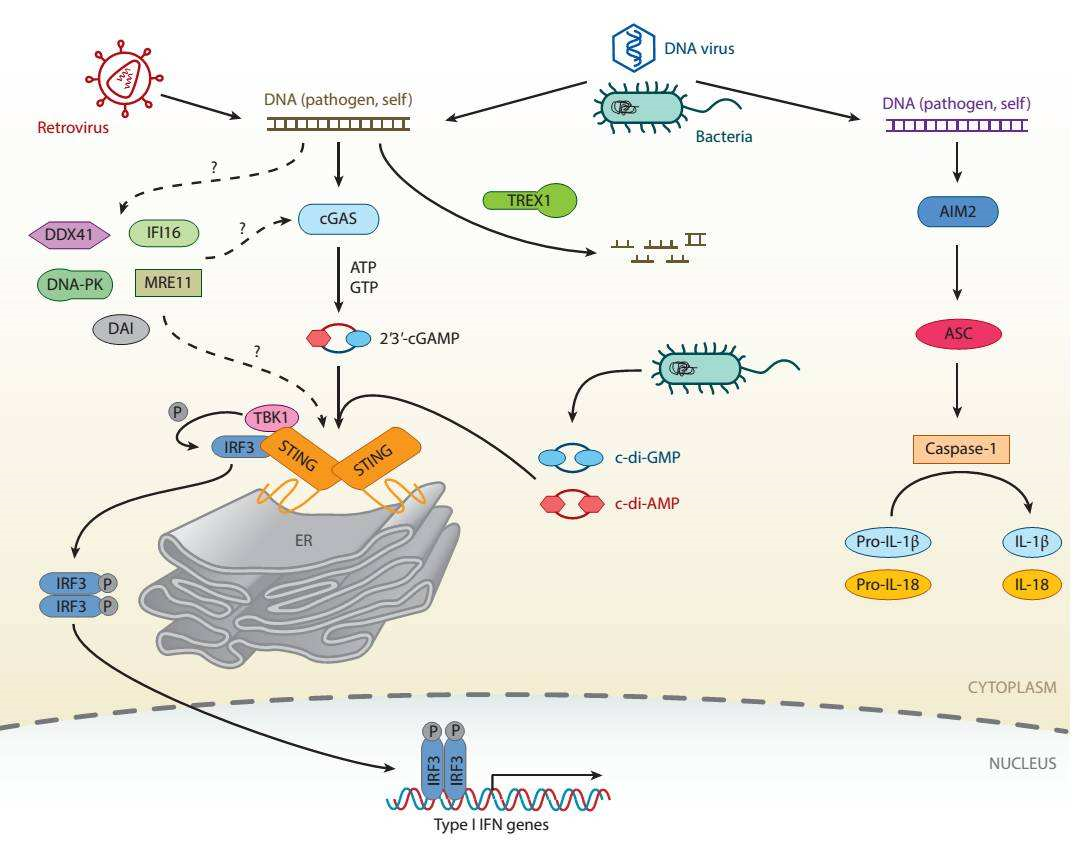 DNA virus
Retrovirus
DNA (pathogen, self)
DNA (pathogen, self)
Bacteria
?
TREX1
DDX41
IFI16
?
cGAS
AIM2
DNA-PK
MRE11
ATP
GTP
DAI
2′3′-cGAMP
ASC
?
P
TBK1
IRF3
STING
STING
c-di-GMP
c-di-AMP
Caspase-1
ER
Pro-IL-1β
IL-1β
Pro-IL-18
IL-18
IRF3
P
IRF3
P
CYTOPLASM
NUCLEUS
P
P
IRF3
IRF3
Type I IFN genes